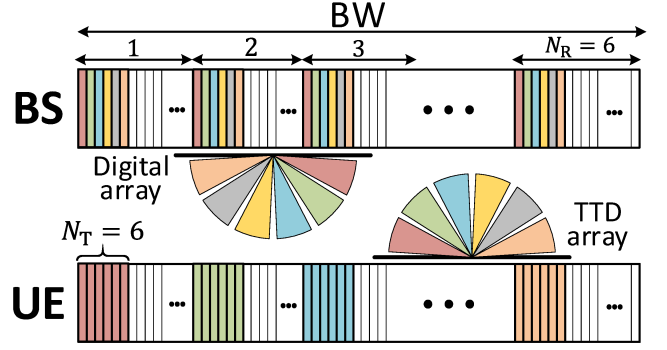 BW
1 2 3 N_R = 6
BS ... ... ... ...
Digital array
TTD array
N_T = 6
UE ... ... ... ...